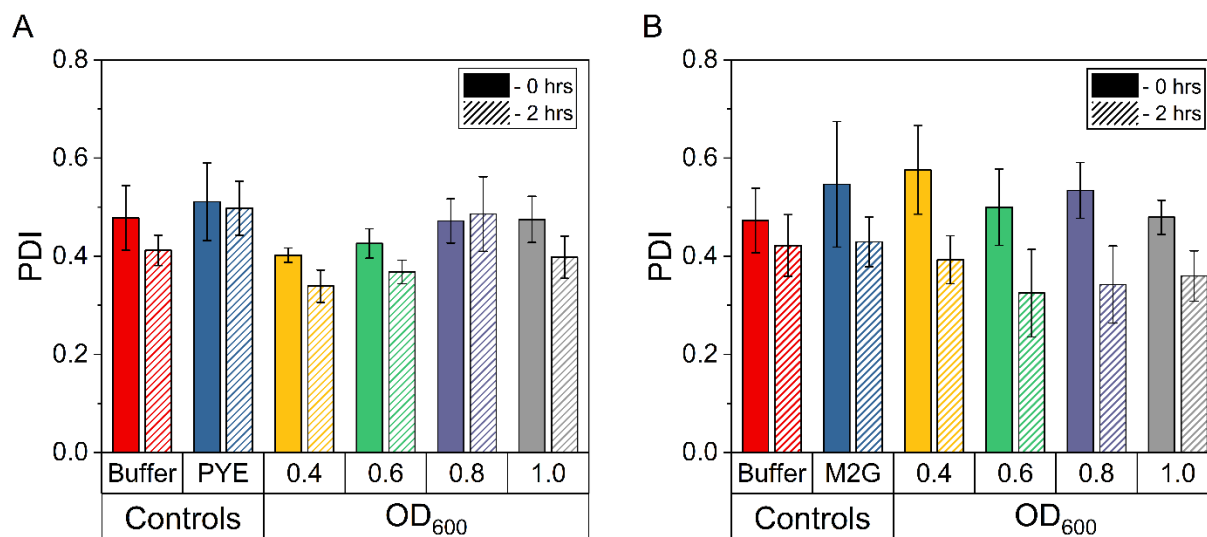 A
PDI
0.8
0.6
0.4
0.2
0.0
- 0 hrs
- 2 hrs
Buffer PYE 0.4 0.6 0.8 1.0
Controls OD600
B
PDI
0.8
0.6
0.4
0.2
0.0
- 0 hrs
- 2 hrs
Buffer M2G 0.4 0.6 0.8 1.0
Controls OD600